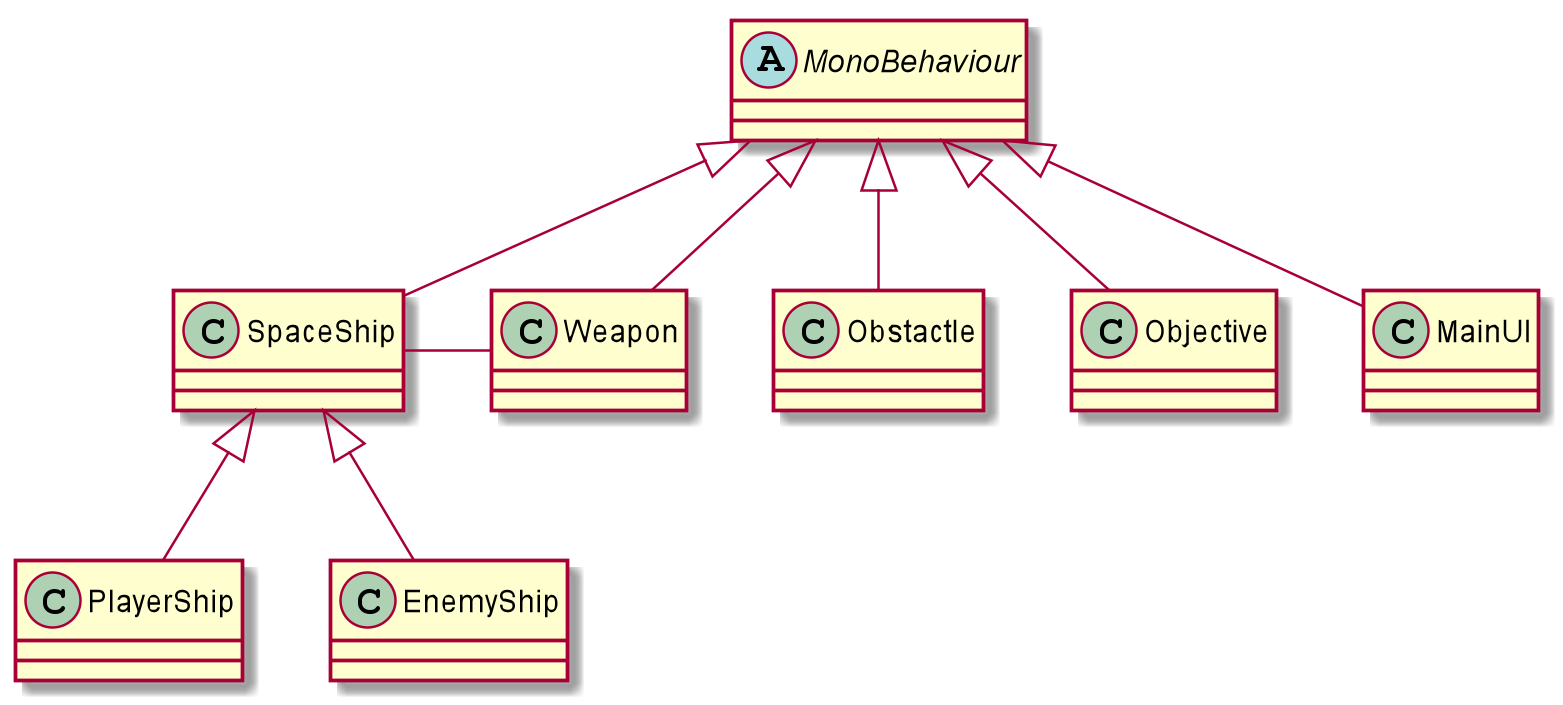 A MonoBehaviour
C SpaceShip
C Weapon
C Obstactle
C Objective
C MainUI
C PlayerShip
C EnemyShip